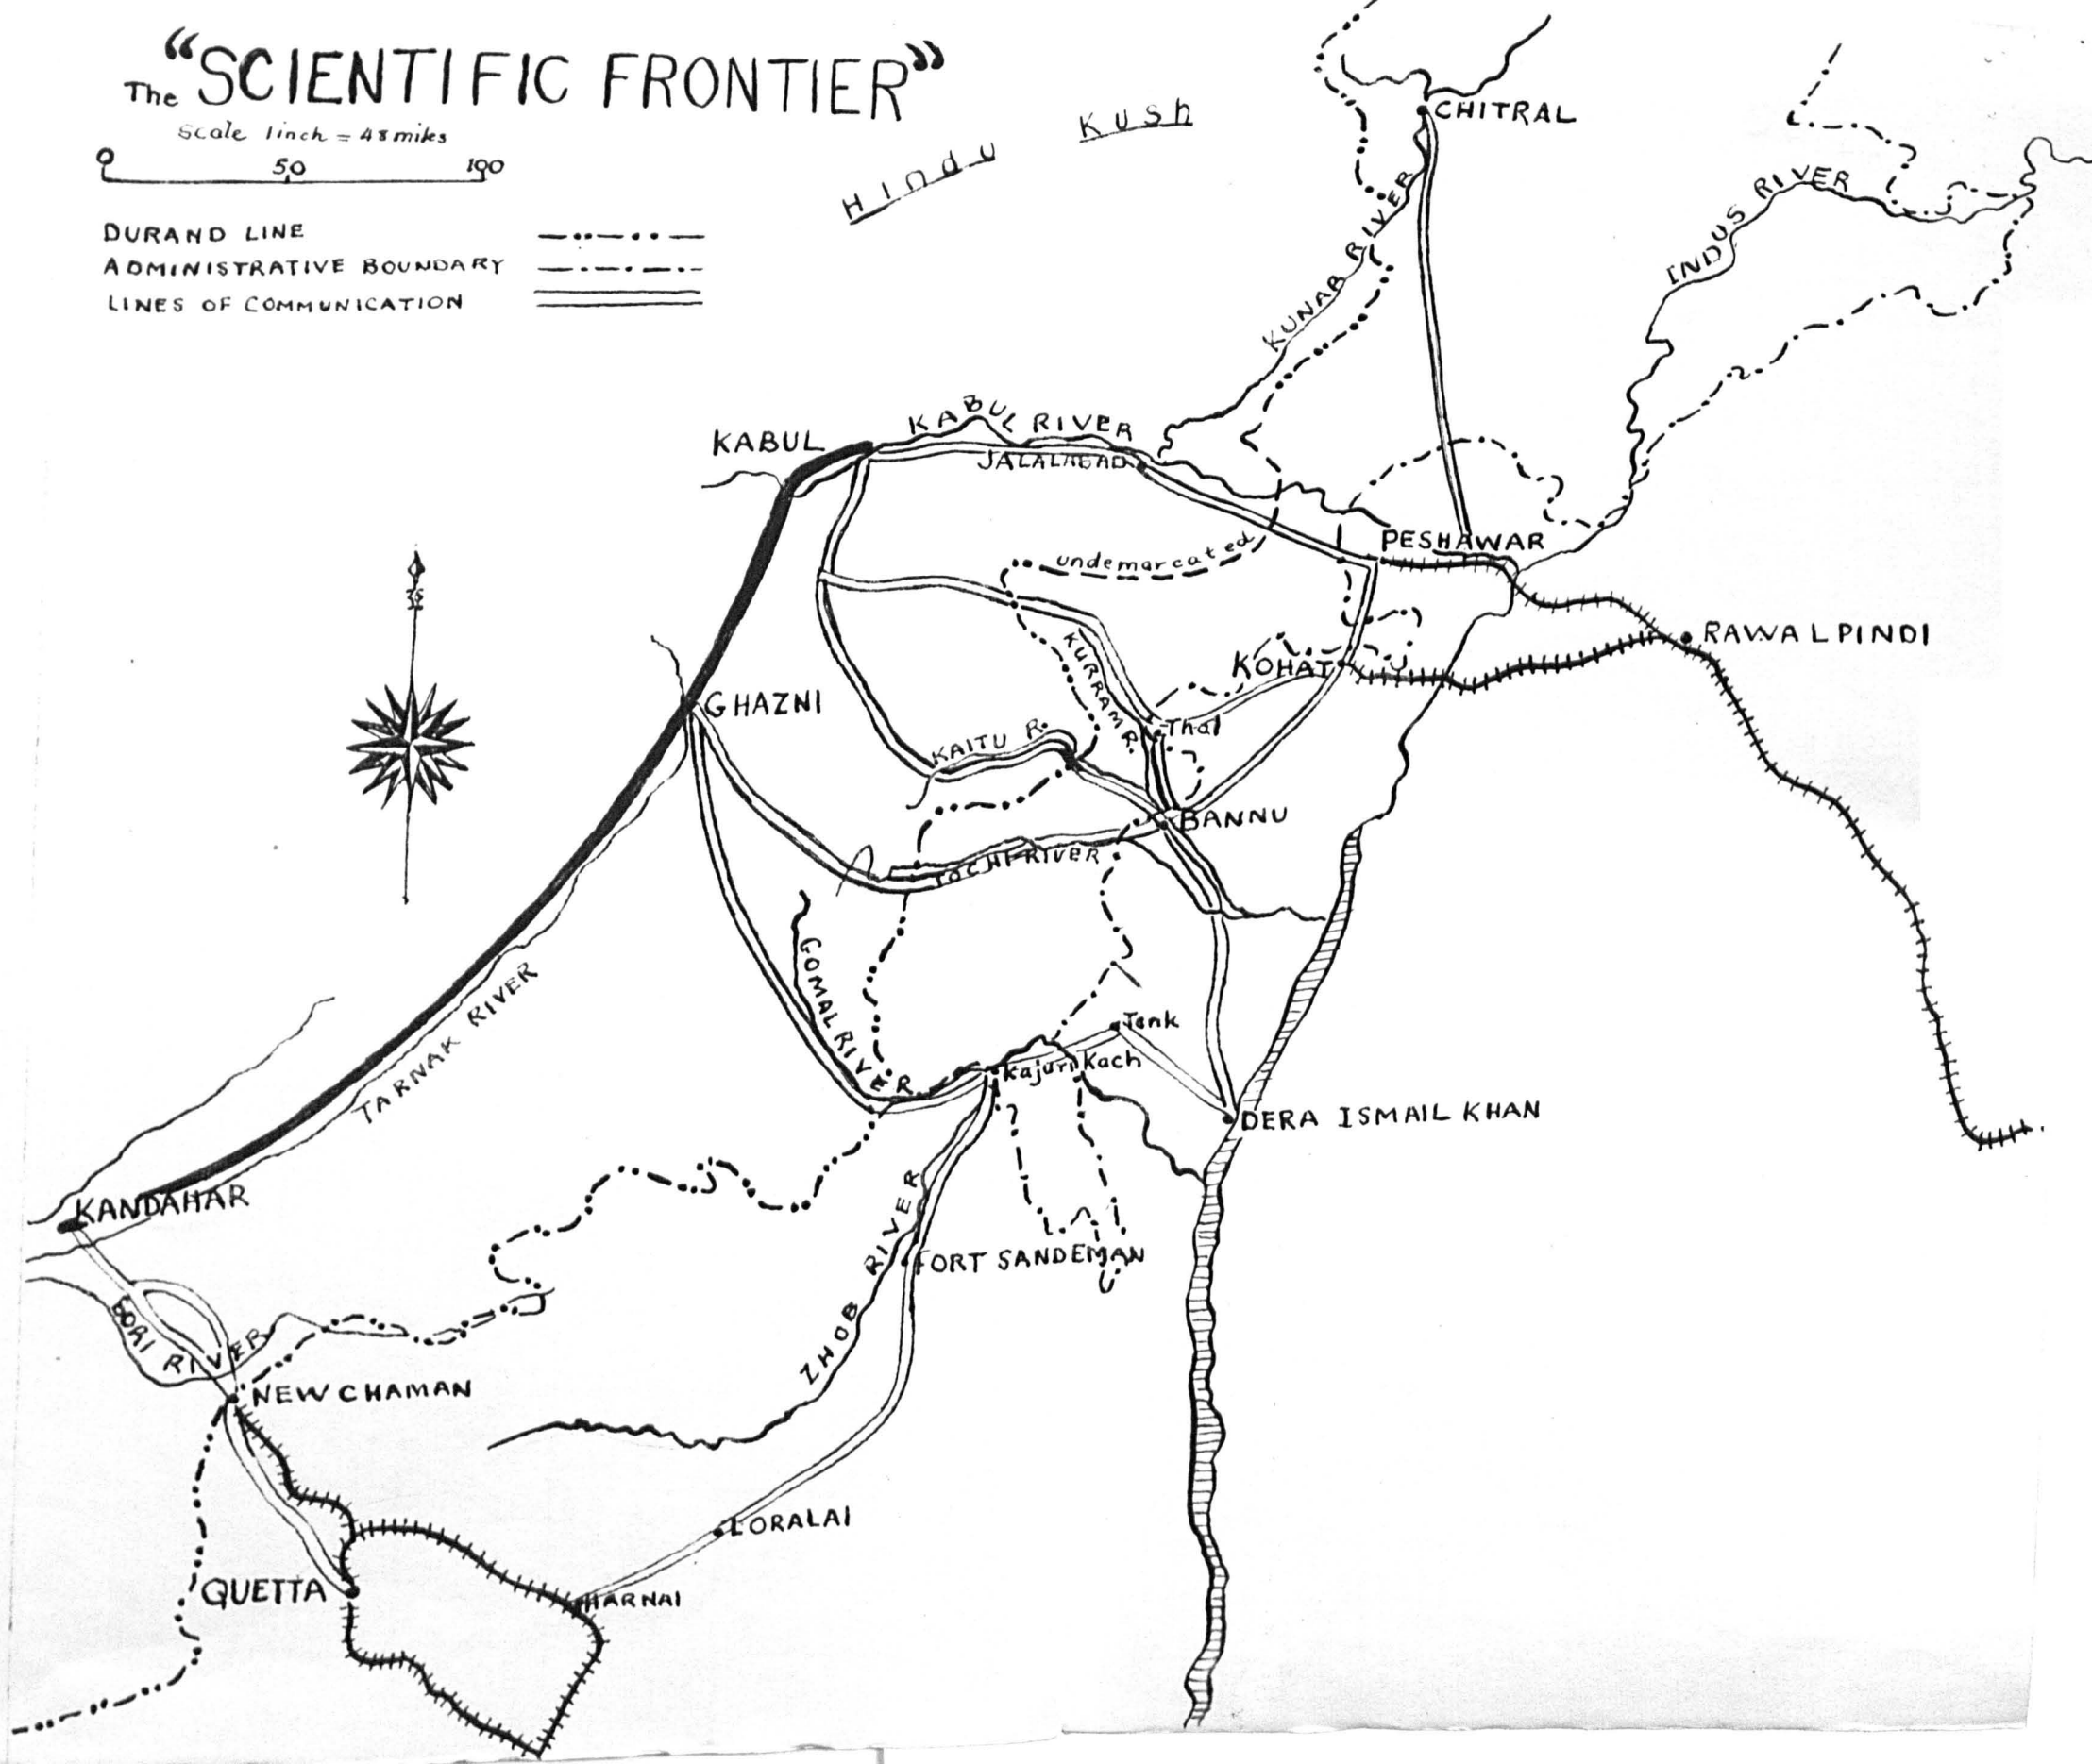 The "SCIENTIFIC FRONTIER"
Scale 1 inch = 48 miles
0 50 100
DURAND LINE
ADMINISTRATIVE BOUNDARY
LINES OF COMMUNICATION
Hindu Kush
CHITRAL
INDUS RIVER
KUNAR RIVER
KABUL
KABUL RIVER
JALALABAD
PESHAWAR
undemarcated
RAWALPINDI
KOHAT
KURRAM R.
GHAZNI
Thal
KAITU R.
BANNU
TOCHI RIVER
GOMAL RIVER
TARNAK RIVER
Tank
Kajuri Kach
DERA ISMAIL KHAN
KANDAHAR
ZHOB RIVER
FORT SANDEMAN
RIVER
NEW CHAMAN
LORALAI
QUETTA
HARNAI